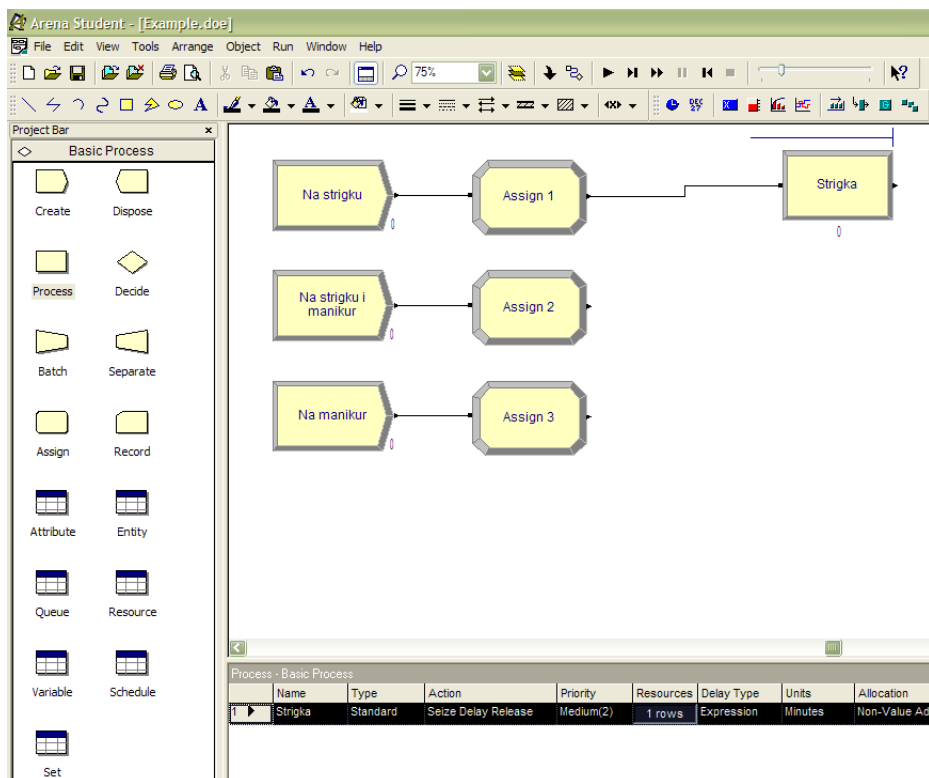 Arena Student - [Example.doe]
File Edit View Tools Arrange Object Run Window Help
75%
Project Bar
Basic Process
Create Dispose
Process Decide
Batch Separate
Assign Record
Attribute Entity
Queue Resource
Variable Schedule
Set
Na strigku
0
Assign 1
Strigka
0
Na strigku i
manikur
0
Assign 2
Na manikur
0
Assign 3
Process - Basic Process
Name Type Action Priority Resources Delay Type Units Allocation
1 Strigka Standard Seize Delay Release Medium(2) 1 rows Expression Minutes Non-Value Ad